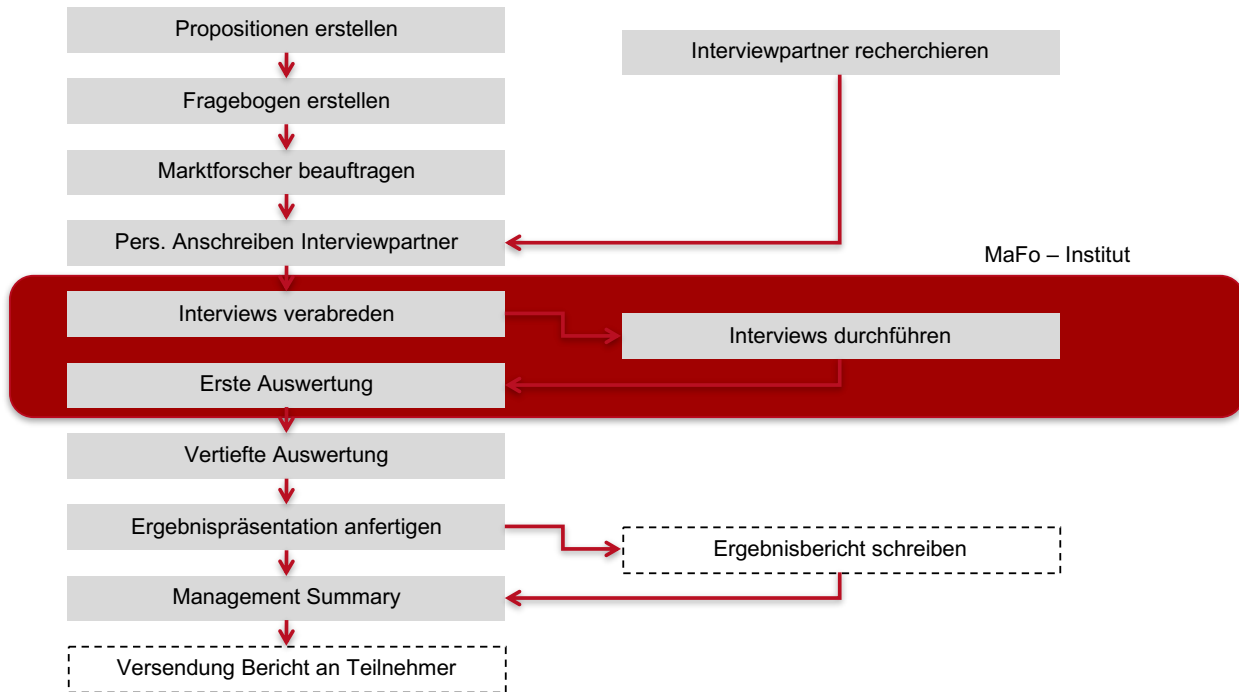 Propositionen erstellen
Interviewpartner recherchieren
Fragebogen erstellen
Marktforscher beauftragen
Pers. Anschreiben Interviewpartner
MaFo – Institut
Interviews verabreden
Interviews durchführen
Erste Auswertung
Vertiefte Auswertung
Ergebnispräsentation anfertigen
Ergebnisbericht schreiben
Management Summary
Versendung Bericht an Teilnehmer